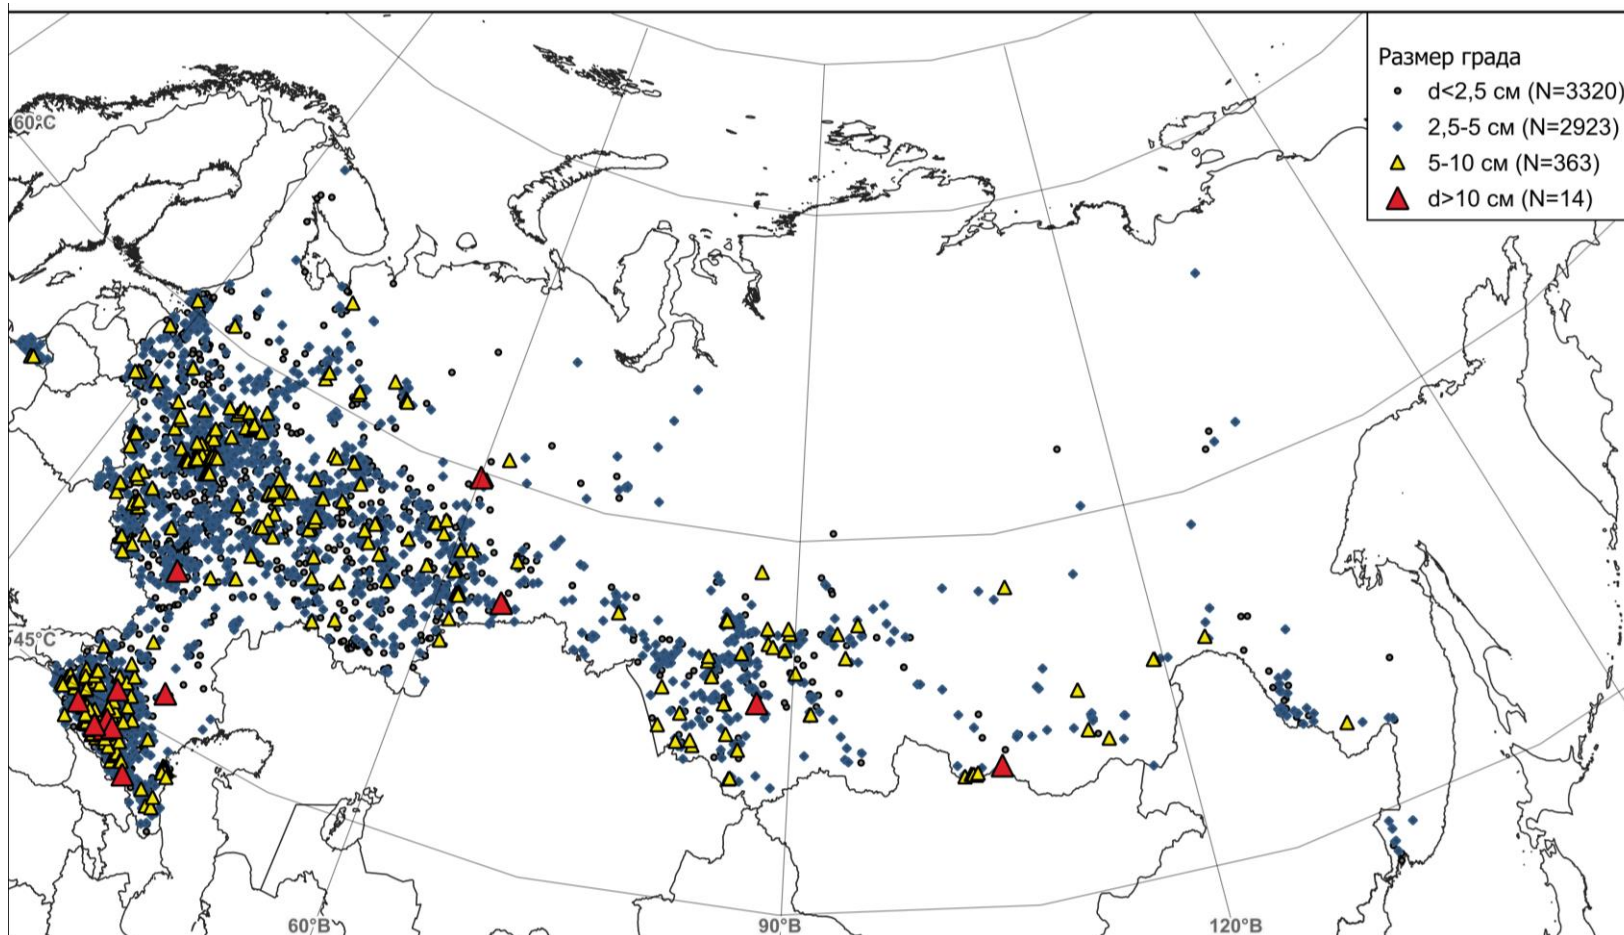 Размер града
d<2,5 см (N=3320)
2,5-5 см (N=2923)
5-10 см (N=363)
d>10 см (N=14)
60°С
45°С
60°В
90°В
120°В